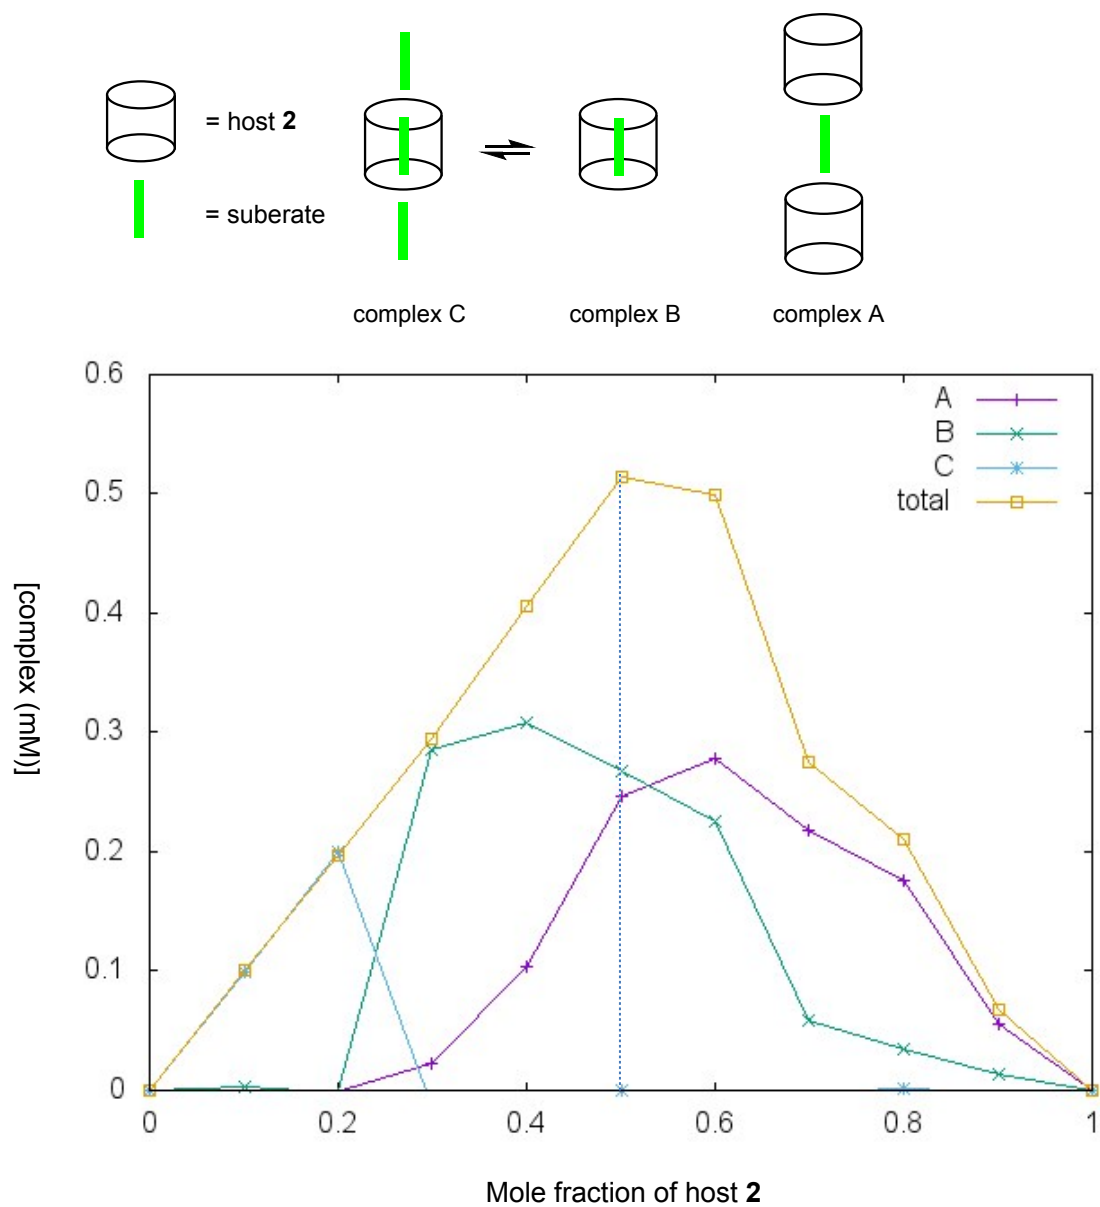 = host 2
= suberate
complex C
complex B
complex A
0.6
0.5
0.4
0.3
0.2
0.1
0
A
B
C
total
[complex (mM)]
0
0.2
0.4
0.6
0.8
1
Mole fraction of host 2